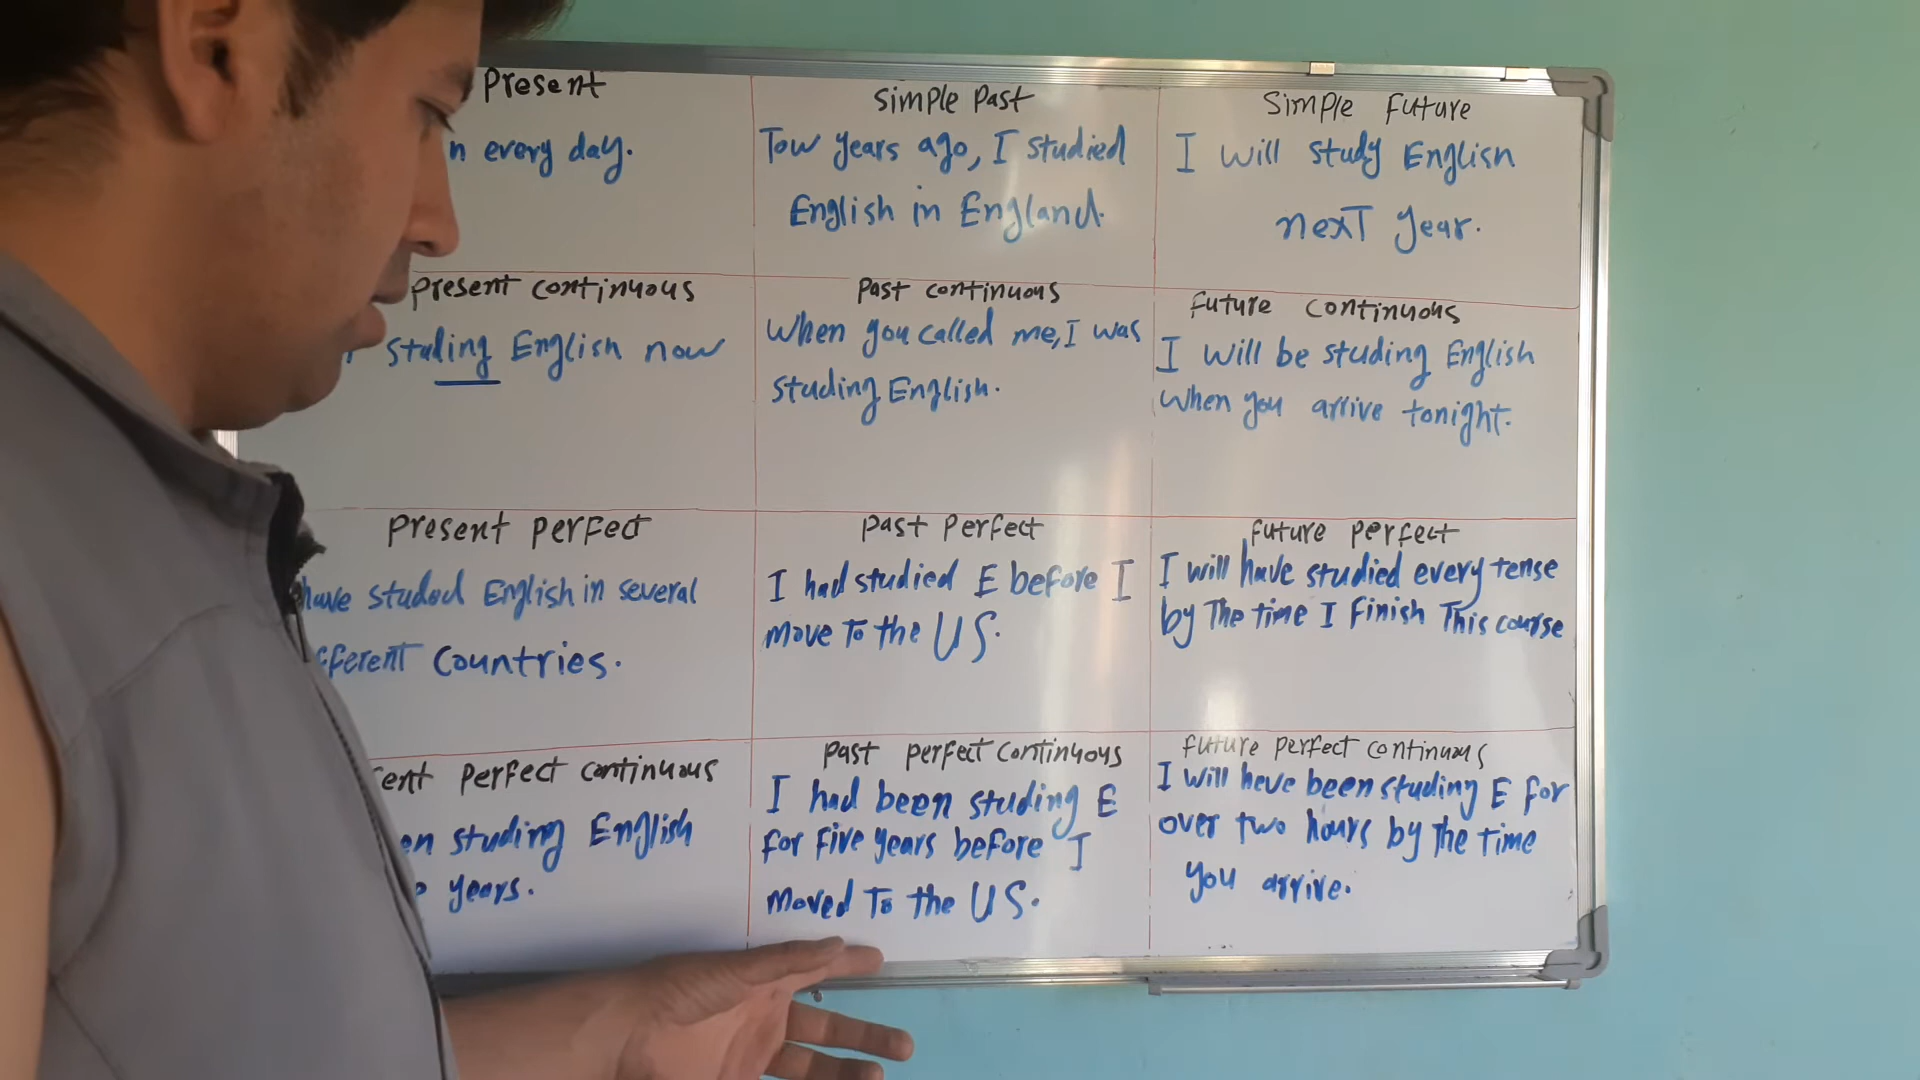 Present
every day.
Simple Past
Tow years ago, I studied
English in England.
Simple Future
I will study English
next year.
Present continuous
studing English now
Past continuous
When you called me, I was
studing English.
Future continuous
I will be studing English
when you arrive tonight.
Present perfect
have studed English in several
fferent countries.
Past perfect
I had studied E before I
move to the US.
Future perfect
I will have studied every tense
by The time I Finish This course
ent perfect continuous
en studing English
years.
Past perfect continuous
I had been studing E
for five years before I
moved To the US.
Future perfect continuous
I will heve been studing E for
over two hours by The time
you arrive.